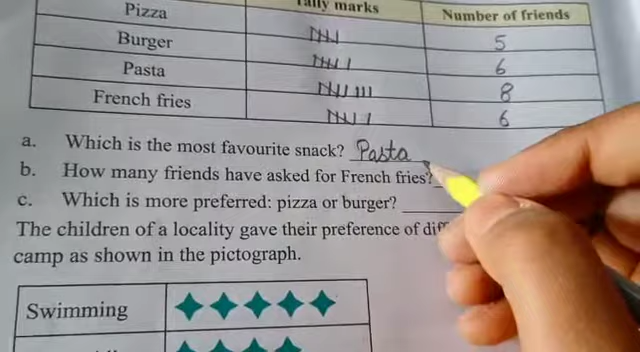 Tally marks Number of friends
Pizza 5
Burger 6
Pasta 8
French fries 6
a. Which is the most favourite snack? Pasta
b. How many friends have asked for French fries?
c. Which is more preferred: pizza or burger?
The children of a locality gave their preference of
camp as shown in the pictograph.
Swimming